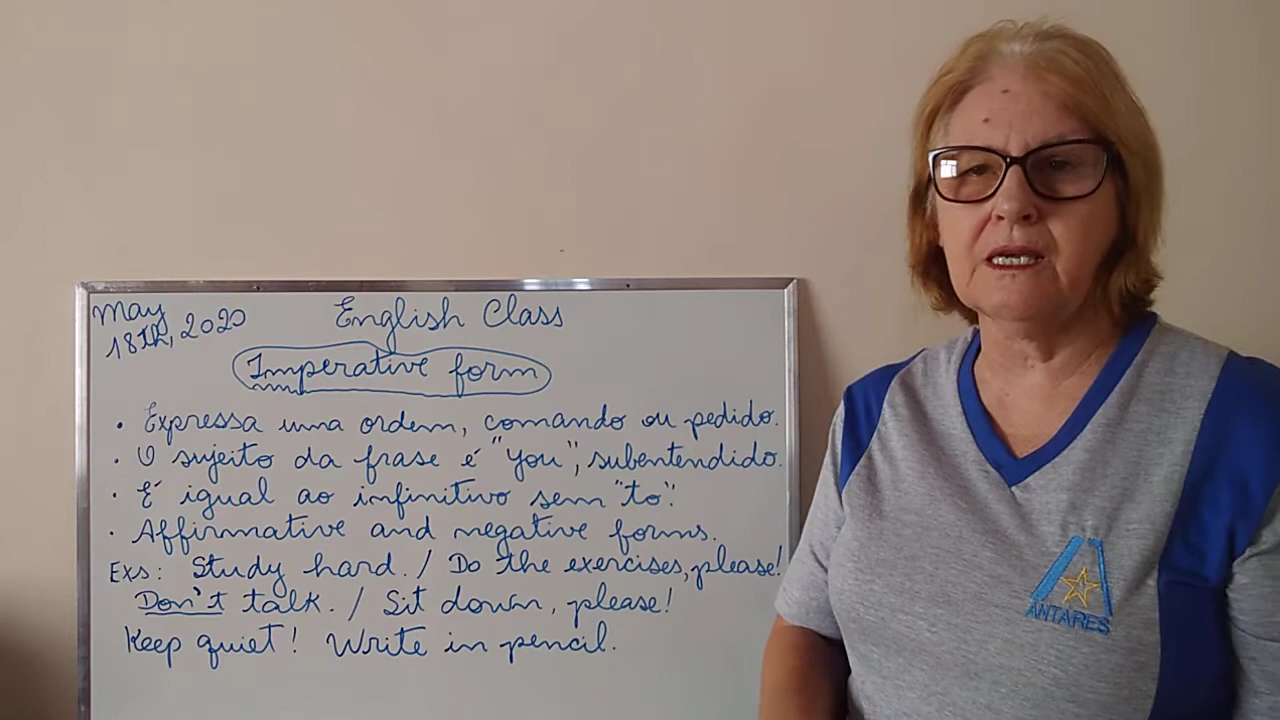 May
18th, 2020
English Class
Imperative form
• Expressa uma ordem, comando ou pedido.
• O sujeito da frase é "you", subentendido.
• É igual ao infinitivo sem "to".
• Affirmative and negative forms.
Exs: Study hard. / Do the exercises, please!
Don't talk. / Sit down, please!
Keep quiet! Write in pencil.
ANTARES